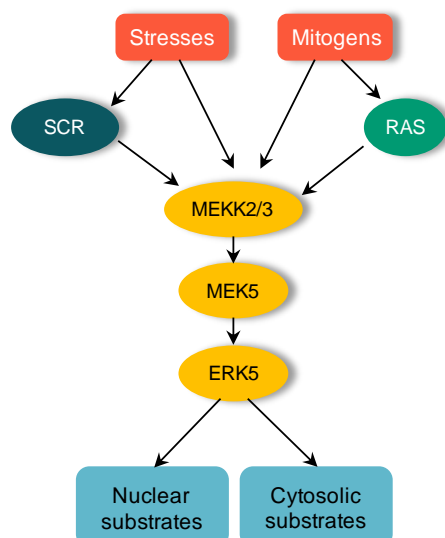 Stresses
Mitogens
SCR
RAS
MEKK2/3
MEK5
ERK5
Nuclear
substrates
Cytosolic
substrates